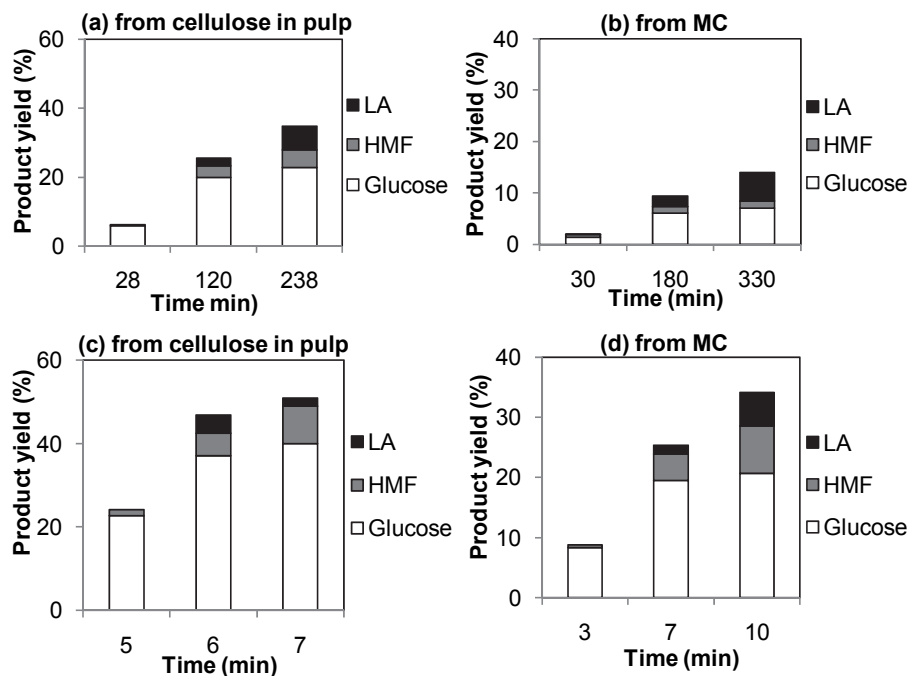 (a) from cellulose in pulp
Product yield (%)
60
40
20
0
28 120 238
Time min)
LA
HMF
Glucose
(b) from MC
Product yield (%)
40
30
20
10
0
30 180 330
Time (min)
LA
HMF
Glucose
(c) from cellulose in pulp
Product yield (%)
60
40
20
0
5 6 7
Time (min)
LA
HMF
Glucose
(d) from MC
Product yield (%)
40
30
20
10
0
3 7 10
Time (min)
LA
HMF
Glucose